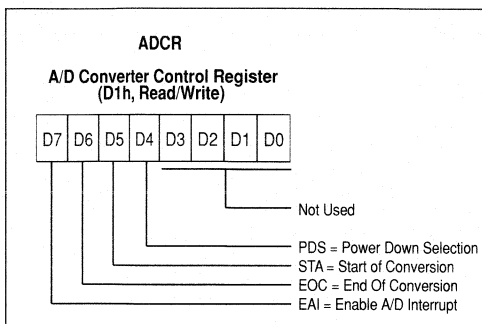 ADCR
A/D Converter Control Register
(D1h, Read/Write)
D7 D6 D5 D4 D3 D2 D1 D0
Not Used
PDS = Power Down Selection
STA = Start of Conversion
EOC = End Of Conversion
EAI = Enable A/D Interrupt